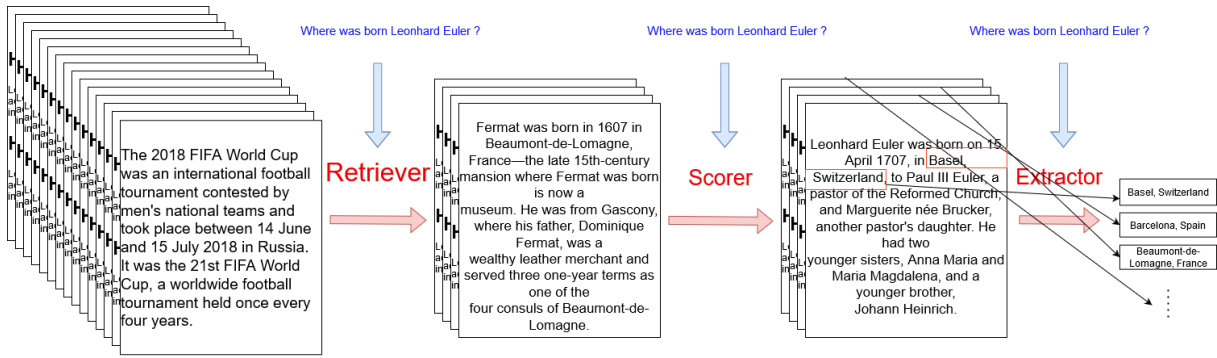 Where was born Leonhard Euler ?
Where was born Leonhard Euler ?
Where was born Leonhard Euler ?
The 2018 FIFA World Cup
was an international football
tournament contested by
men's national teams and
took place between 14 June
and 15 July 2018 in Russia.
It was the 21st FIFA World
Cup, a worldwide football
tournament held once every
four years.
Retriever
Fermat was born in 1607 in
Beaumont-de-Lomagne,
France—the late 15th-century
mansion where Fermat was born
is now a
museum. He was from Gascony,
where his father, Dominique
Fermat, was a
wealthy leather merchant and
served three one-year terms as
one of the
four consuls of Beaumont-de-
Lomagne.
Scorer
Leonhard Euler was born on 15
April 1707, in Basel,
Switzerland, to Paul III Euler, a
pastor of the Reformed Church,
and Marguerite née Brucker,
another pastor's daughter. He
had two
younger sisters, Anna Maria and
Maria Magdalena, and a
younger brother,
Johann Heinrich.
Extractor
Basel, Switzerland
Barcelona, Spain
Beaumont-de-
Lomagne, France